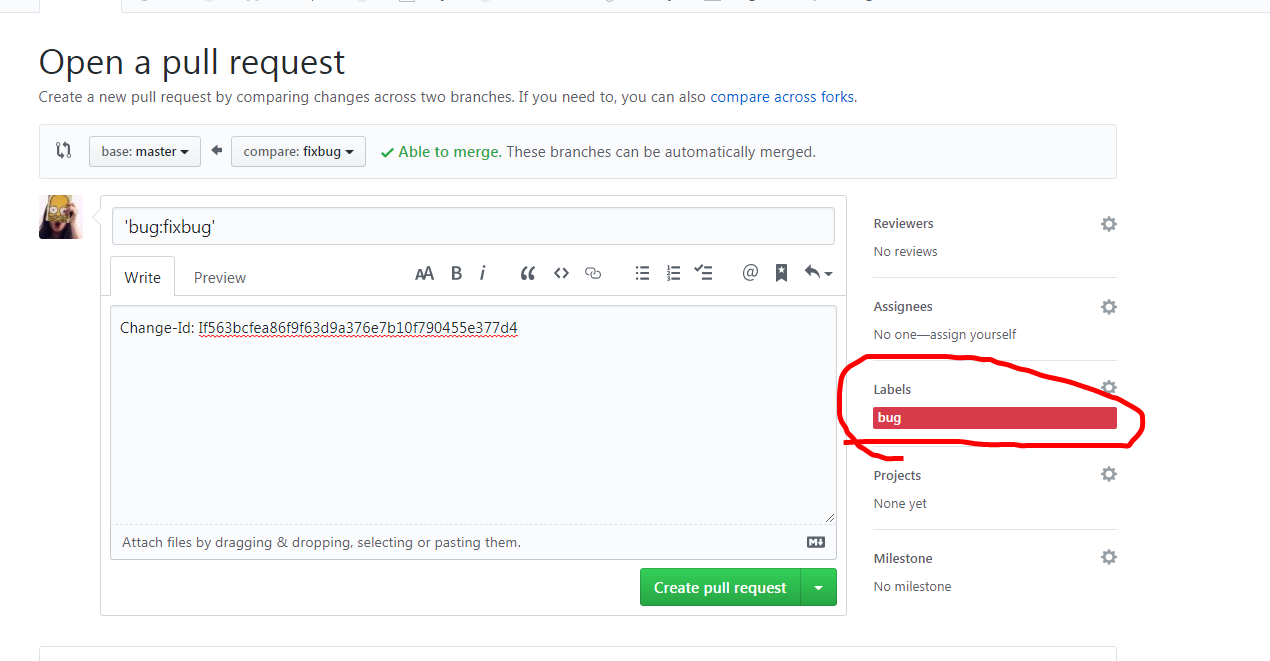 Open a pull request
Create a new pull request by comparing changes across two branches. If you need to, you can also compare across forks.
base: master
compare: fixbug
Able to merge. These branches can be automatically merged.
'bug:fixbug'
Write
Preview
AA B i
Change-Id: If563bcfea86f9f63d9a376e7b10f790455e377d4
Attach files by dragging & dropping, selecting or pasting them.
Create pull request
Reviewers
No reviews
Assignees
No one—assign yourself
Labels
bug
Projects
None yet
Milestone
No milestone